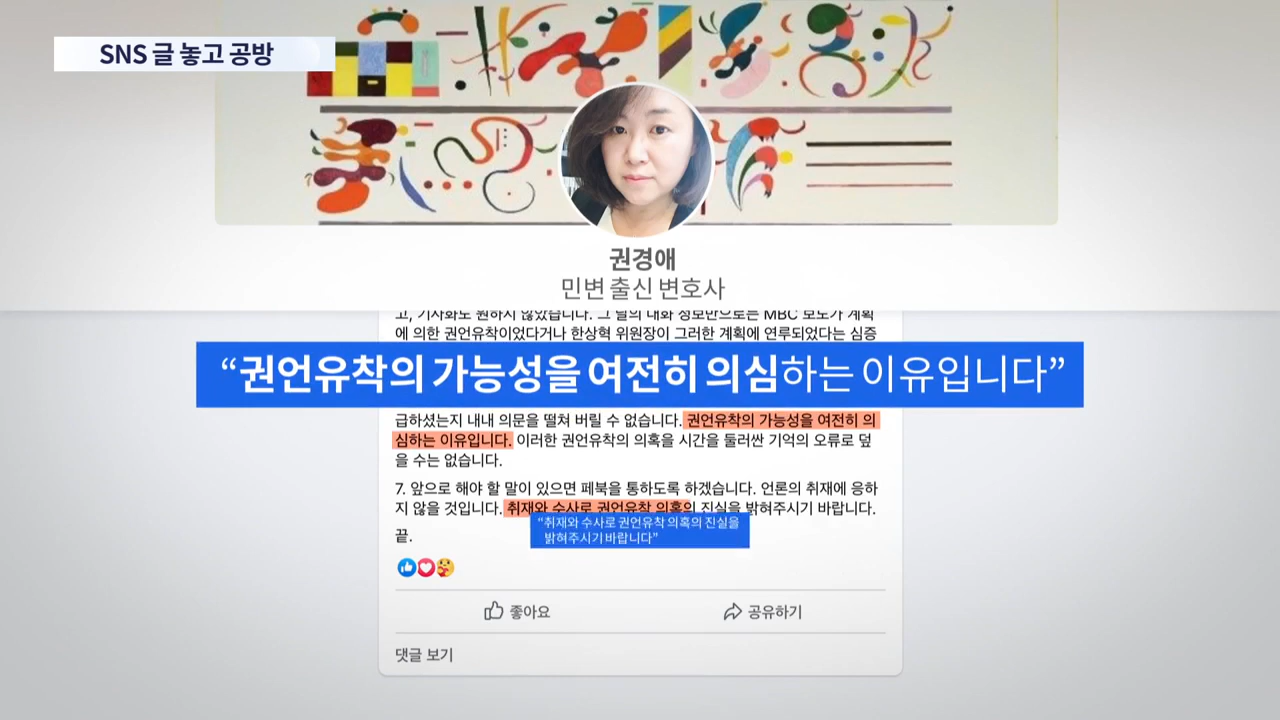 SNS 글 놓고 공방
권경애
민변 출신 변호사
고, 기사화도 원하지 않았습니다. 그 날의 대화 정보만으로는 MBC 보도가 계획
에 의한 권언유착이었다거나 한상혁 위원장이 그러한 계획에 연루되었다는 심증
“권언유착의 가능성을 여전히 의심하는 이유입니다”
급하셨는지 내내 의문을 떨쳐 버릴 수 없습니다. 권언유착의 가능성을 여전히 의
심하는 이유입니다. 이러한 권언유착의 의혹을 시간을 둘러싼 기억의 오류로 덮
을 수는 없습니다.
7. 앞으로 해야 할 말이 있으면 페북을 통하도록 하겠습니다. 언론의 취재에 응하
지 않을 것입니다. 취재와 수사로 권언유착 의혹의 진실을 밝혀주시기 바랍니다.
“취재와 수사로 권언유착 의혹의 진실을
밝혀주시기 바랍니다”
끝.
좋아요
공유하기
댓글 보기